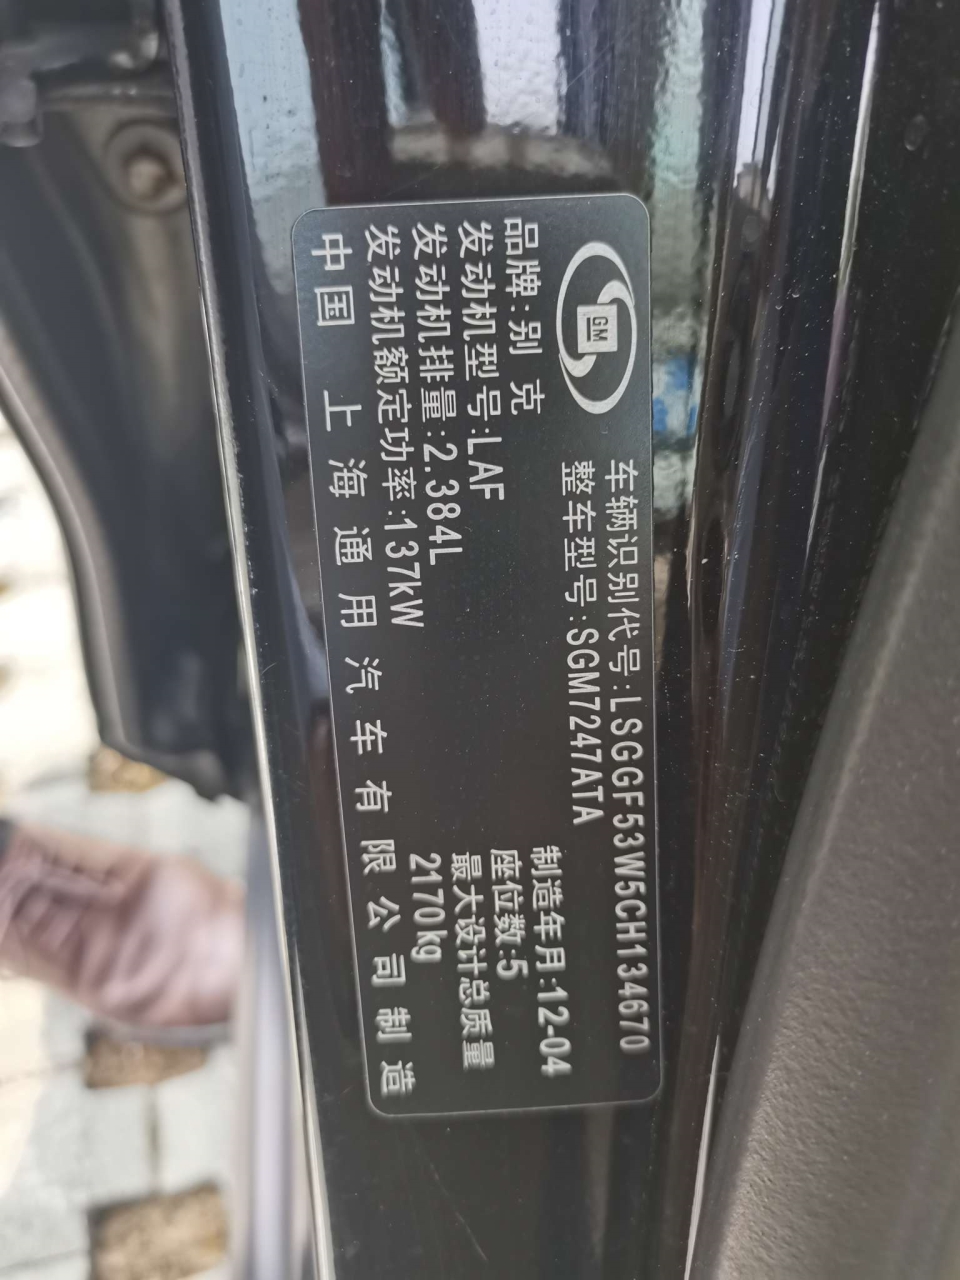 GM
车辆识别代号:LSGGF53W5CH134670
整车型号:SGM7247ATA
品牌:别克
发动机型号:LAF
发动机排量:2.384L
发动机额定功率:137kW
制造年月:12-04
座位数:5
最大设计总质量
2170kg
中国 上海通用汽车有限公司制造